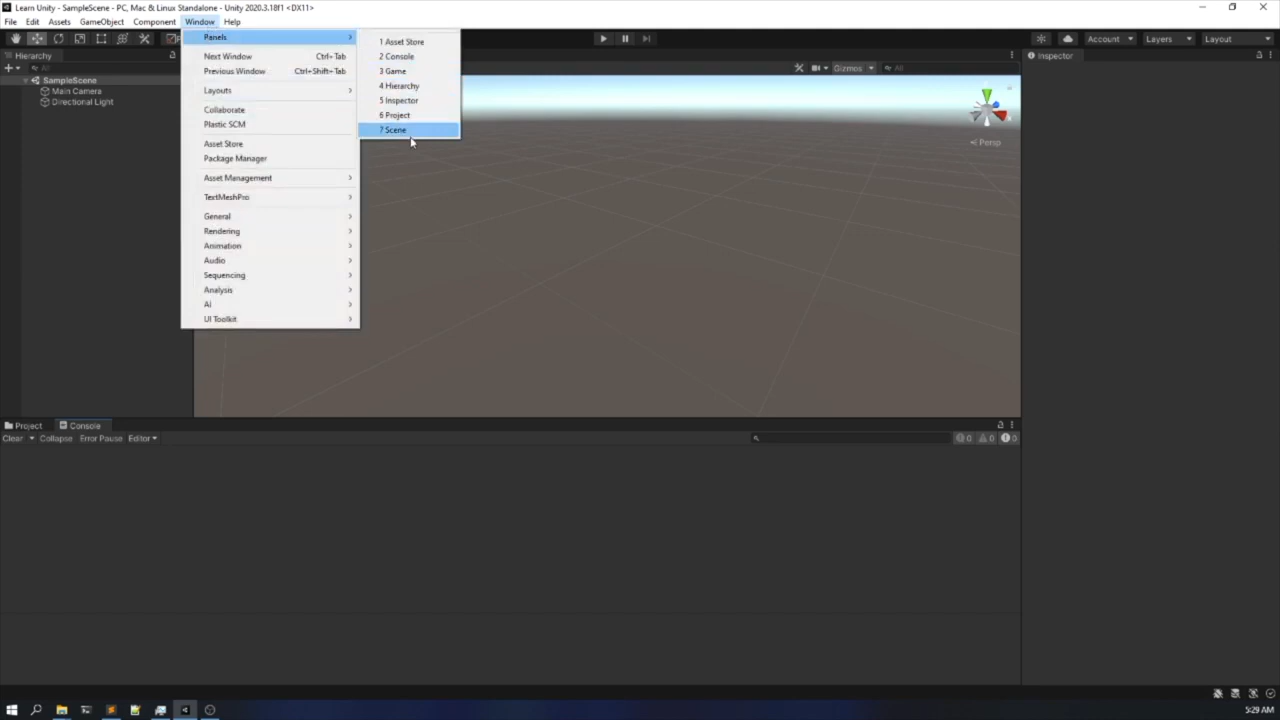 Learn Unity - SampleScene - PC, Mac & Linux Standalone - Unity 2020.3.18f1 <DX11>
File Edit Assets GameObject Component Window Help
Panels
Next Window Ctrl+Tab
Previous Window Ctrl+Shift+Tab
Layouts
Collaborate
Plastic SCM
Asset Store
Package Manager
Asset Management
TextMeshPro
General
Rendering
Animation
Audio
Sequencing
Analysis
AI
UI Toolkit
1 Asset Store
2 Console
3 Game
4 Hierarchy
5 Inspector
6 Project
7 Scene
Account Layers Layout
Hierarchy
All
SampleScene
Main Camera
Directional Light
Gizmos All
Persp
Inspector
Project Console
Clear Collapse Error Pause Editor
0 0 0
5:29 AM